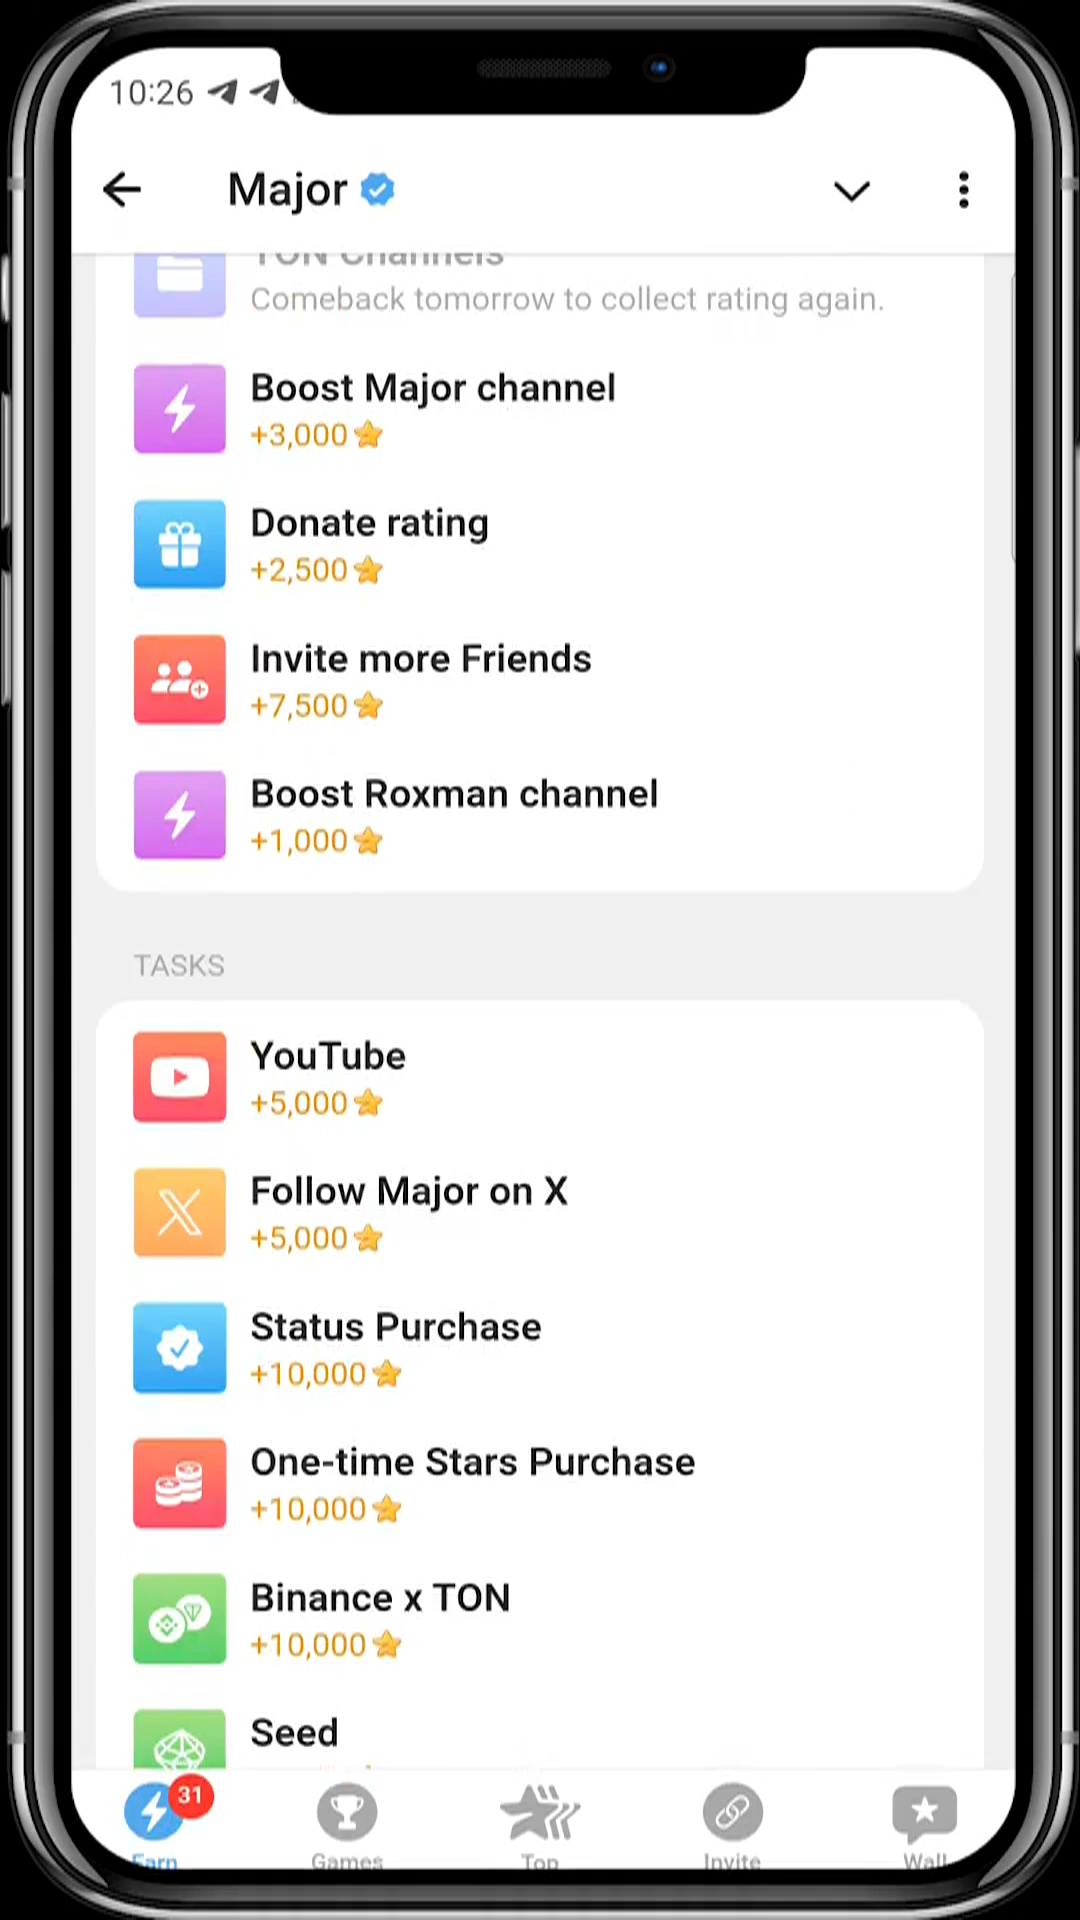 10:26
Major
TON Channels
Comeback tomorrow to collect rating again.
Boost Major channel
+3,000
Donate rating
+2,500
Invite more Friends
+7,500
Boost Roxman channel
+1,000
TASKS
YouTube
+5,000
Follow Major on X
+5,000
Status Purchase
+10,000
One-time Stars Purchase
+10,000
Binance x TON
+10,000
Seed
31
Earn
Games
Top
Invite
Wall